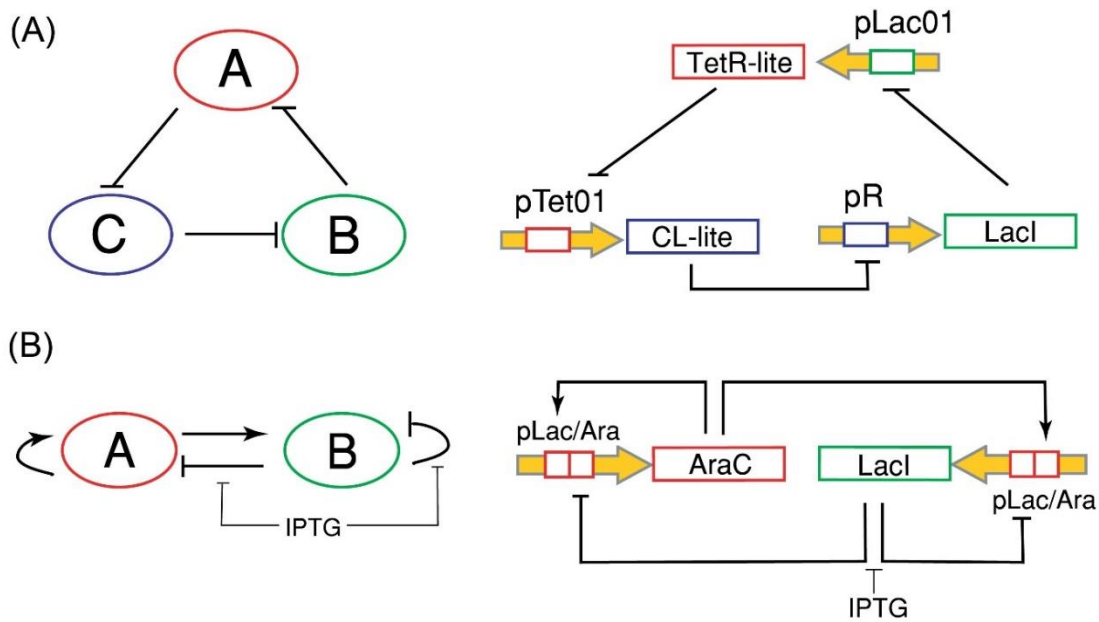 (A)
A
C
B
pLac01
TetR-lite
pTet01
CL-lite
pR
LacI
(B)
A
B
IPTG
pLac/Ara
AraC
LacI
pLac/Ara
IPTG